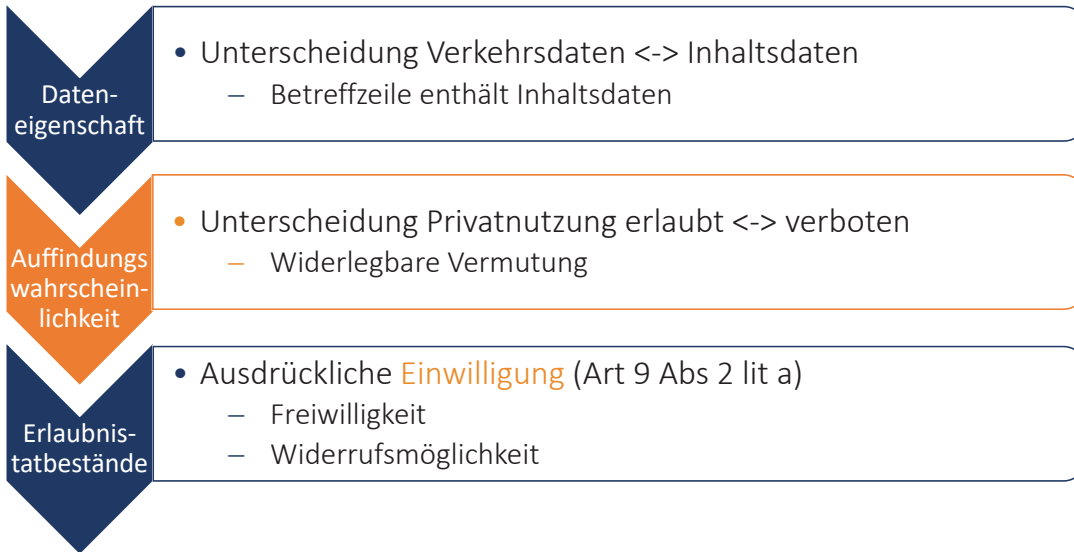 Daten-
eigenschaft
• Unterscheidung Verkehrsdaten <-> Inhaltsdaten
– Betreffzeile enthält Inhaltsdaten
Auffindungs
wahrschein-
lichkeit
• Unterscheidung Privatnutzung erlaubt <-> verboten
– Widerlegbare Vermutung
Erlaubnis-
tatbestände
• Ausdrückliche Einwilligung (Art 9 Abs 2 lit a)
– Freiwilligkeit
– Widerrufsmöglichkeit